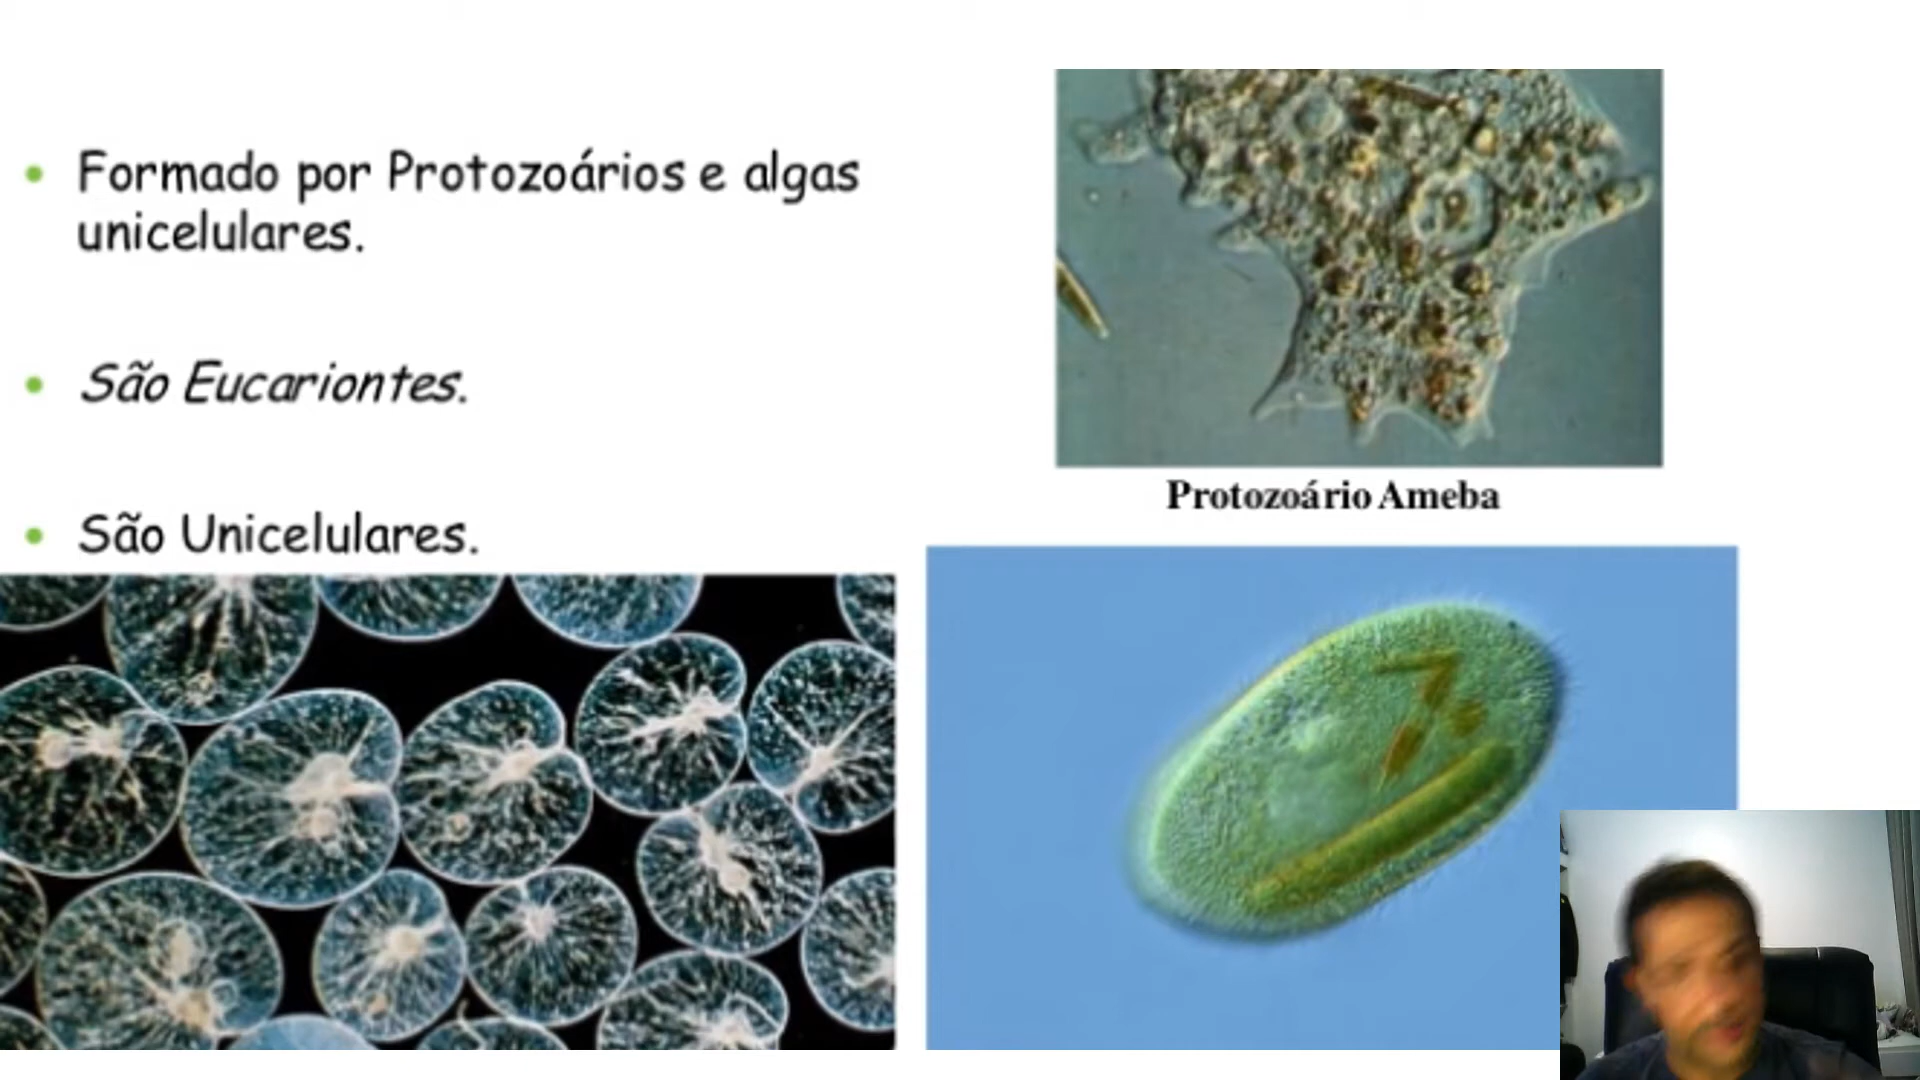 Formado por Protozoários e algas
unicelulares.
São Eucariontes.
São Unicelulares.
Protozoário Ameba